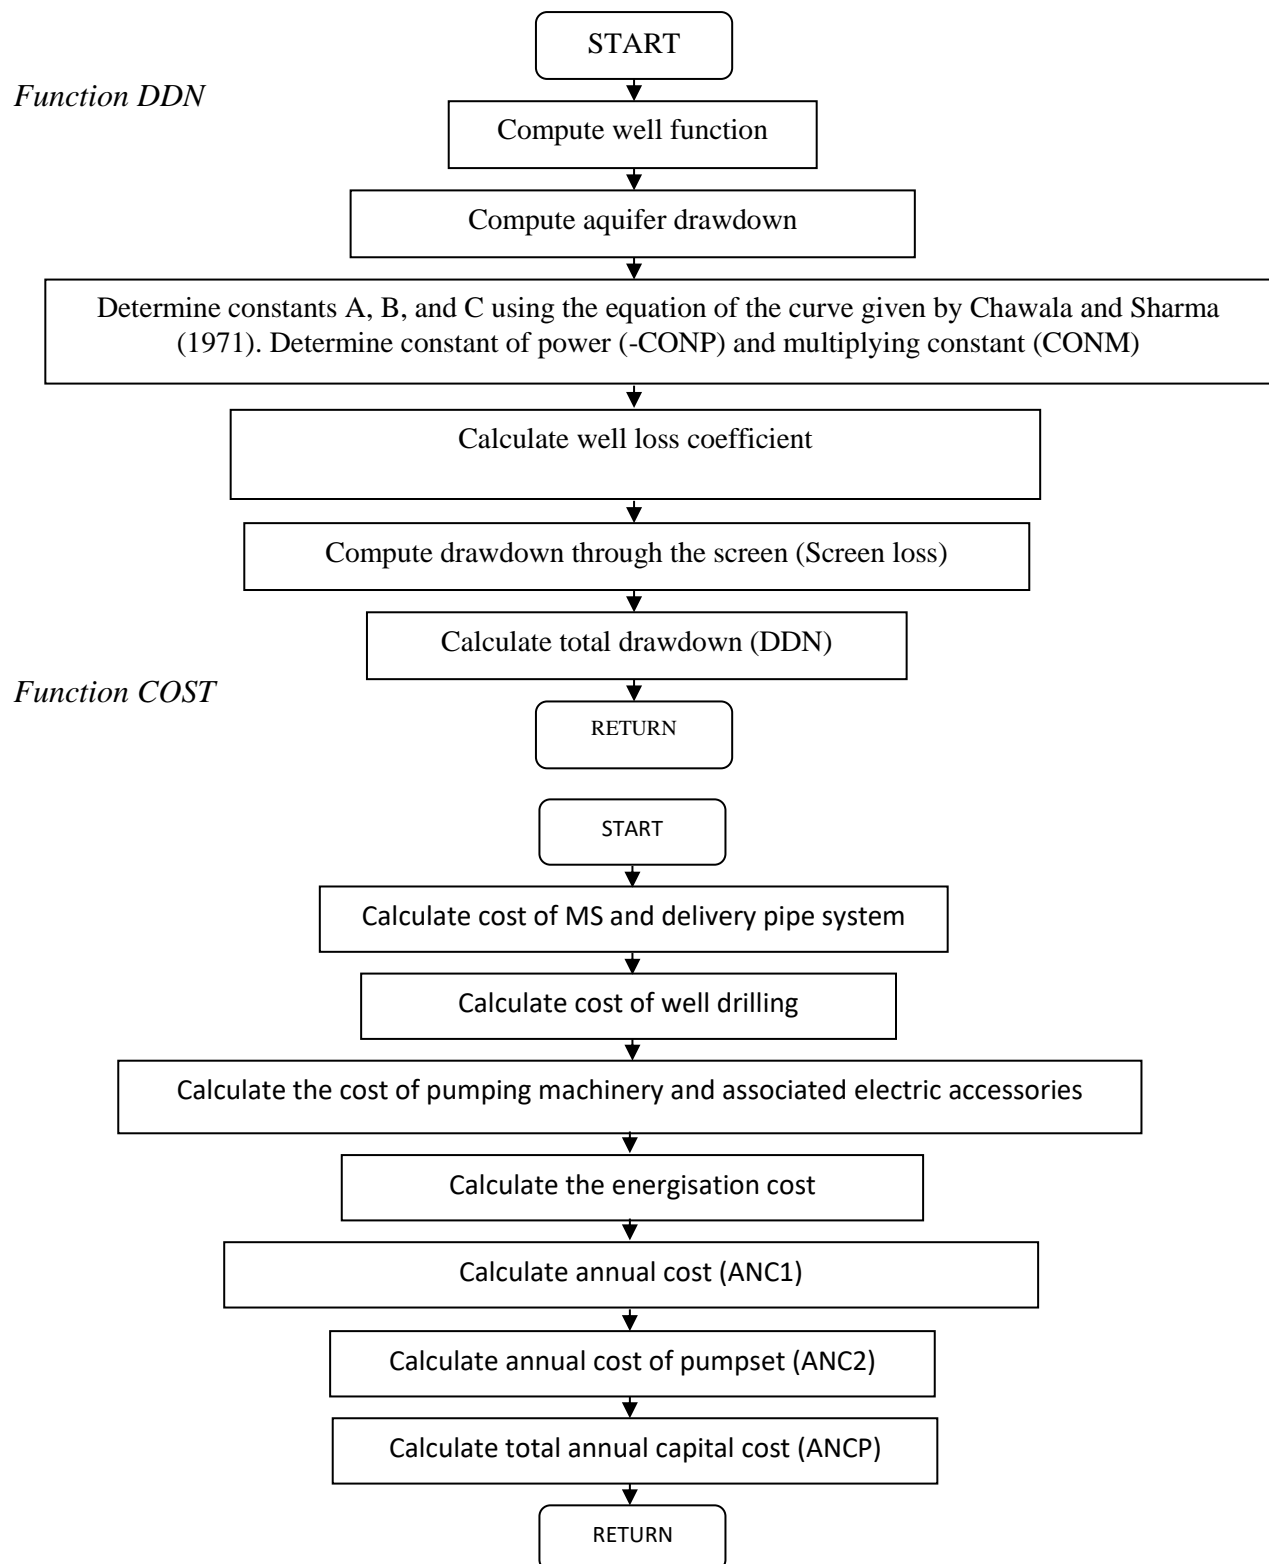 START
Function DDN
Compute well function
Compute aquifer drawdown
Determine constants A, B, and C using the equation of the curve given by Chawala and Sharma
(1971). Determine constant of power (-CONP) and multiplying constant (CONM)
Calculate well loss coefficient
Compute drawdown through the screen (Screen loss)
Calculate total drawdown (DDN)
Function COST
RETURN
START
Calculate cost of MS and delivery pipe system
Calculate cost of well drilling
Calculate the cost of pumping machinery and associated electric accessories
Calculate the energisation cost
Calculate annual cost (ANC1)
Calculate annual cost of pumpset (ANC2)
Calculate total annual capital cost (ANCP)
RETURN